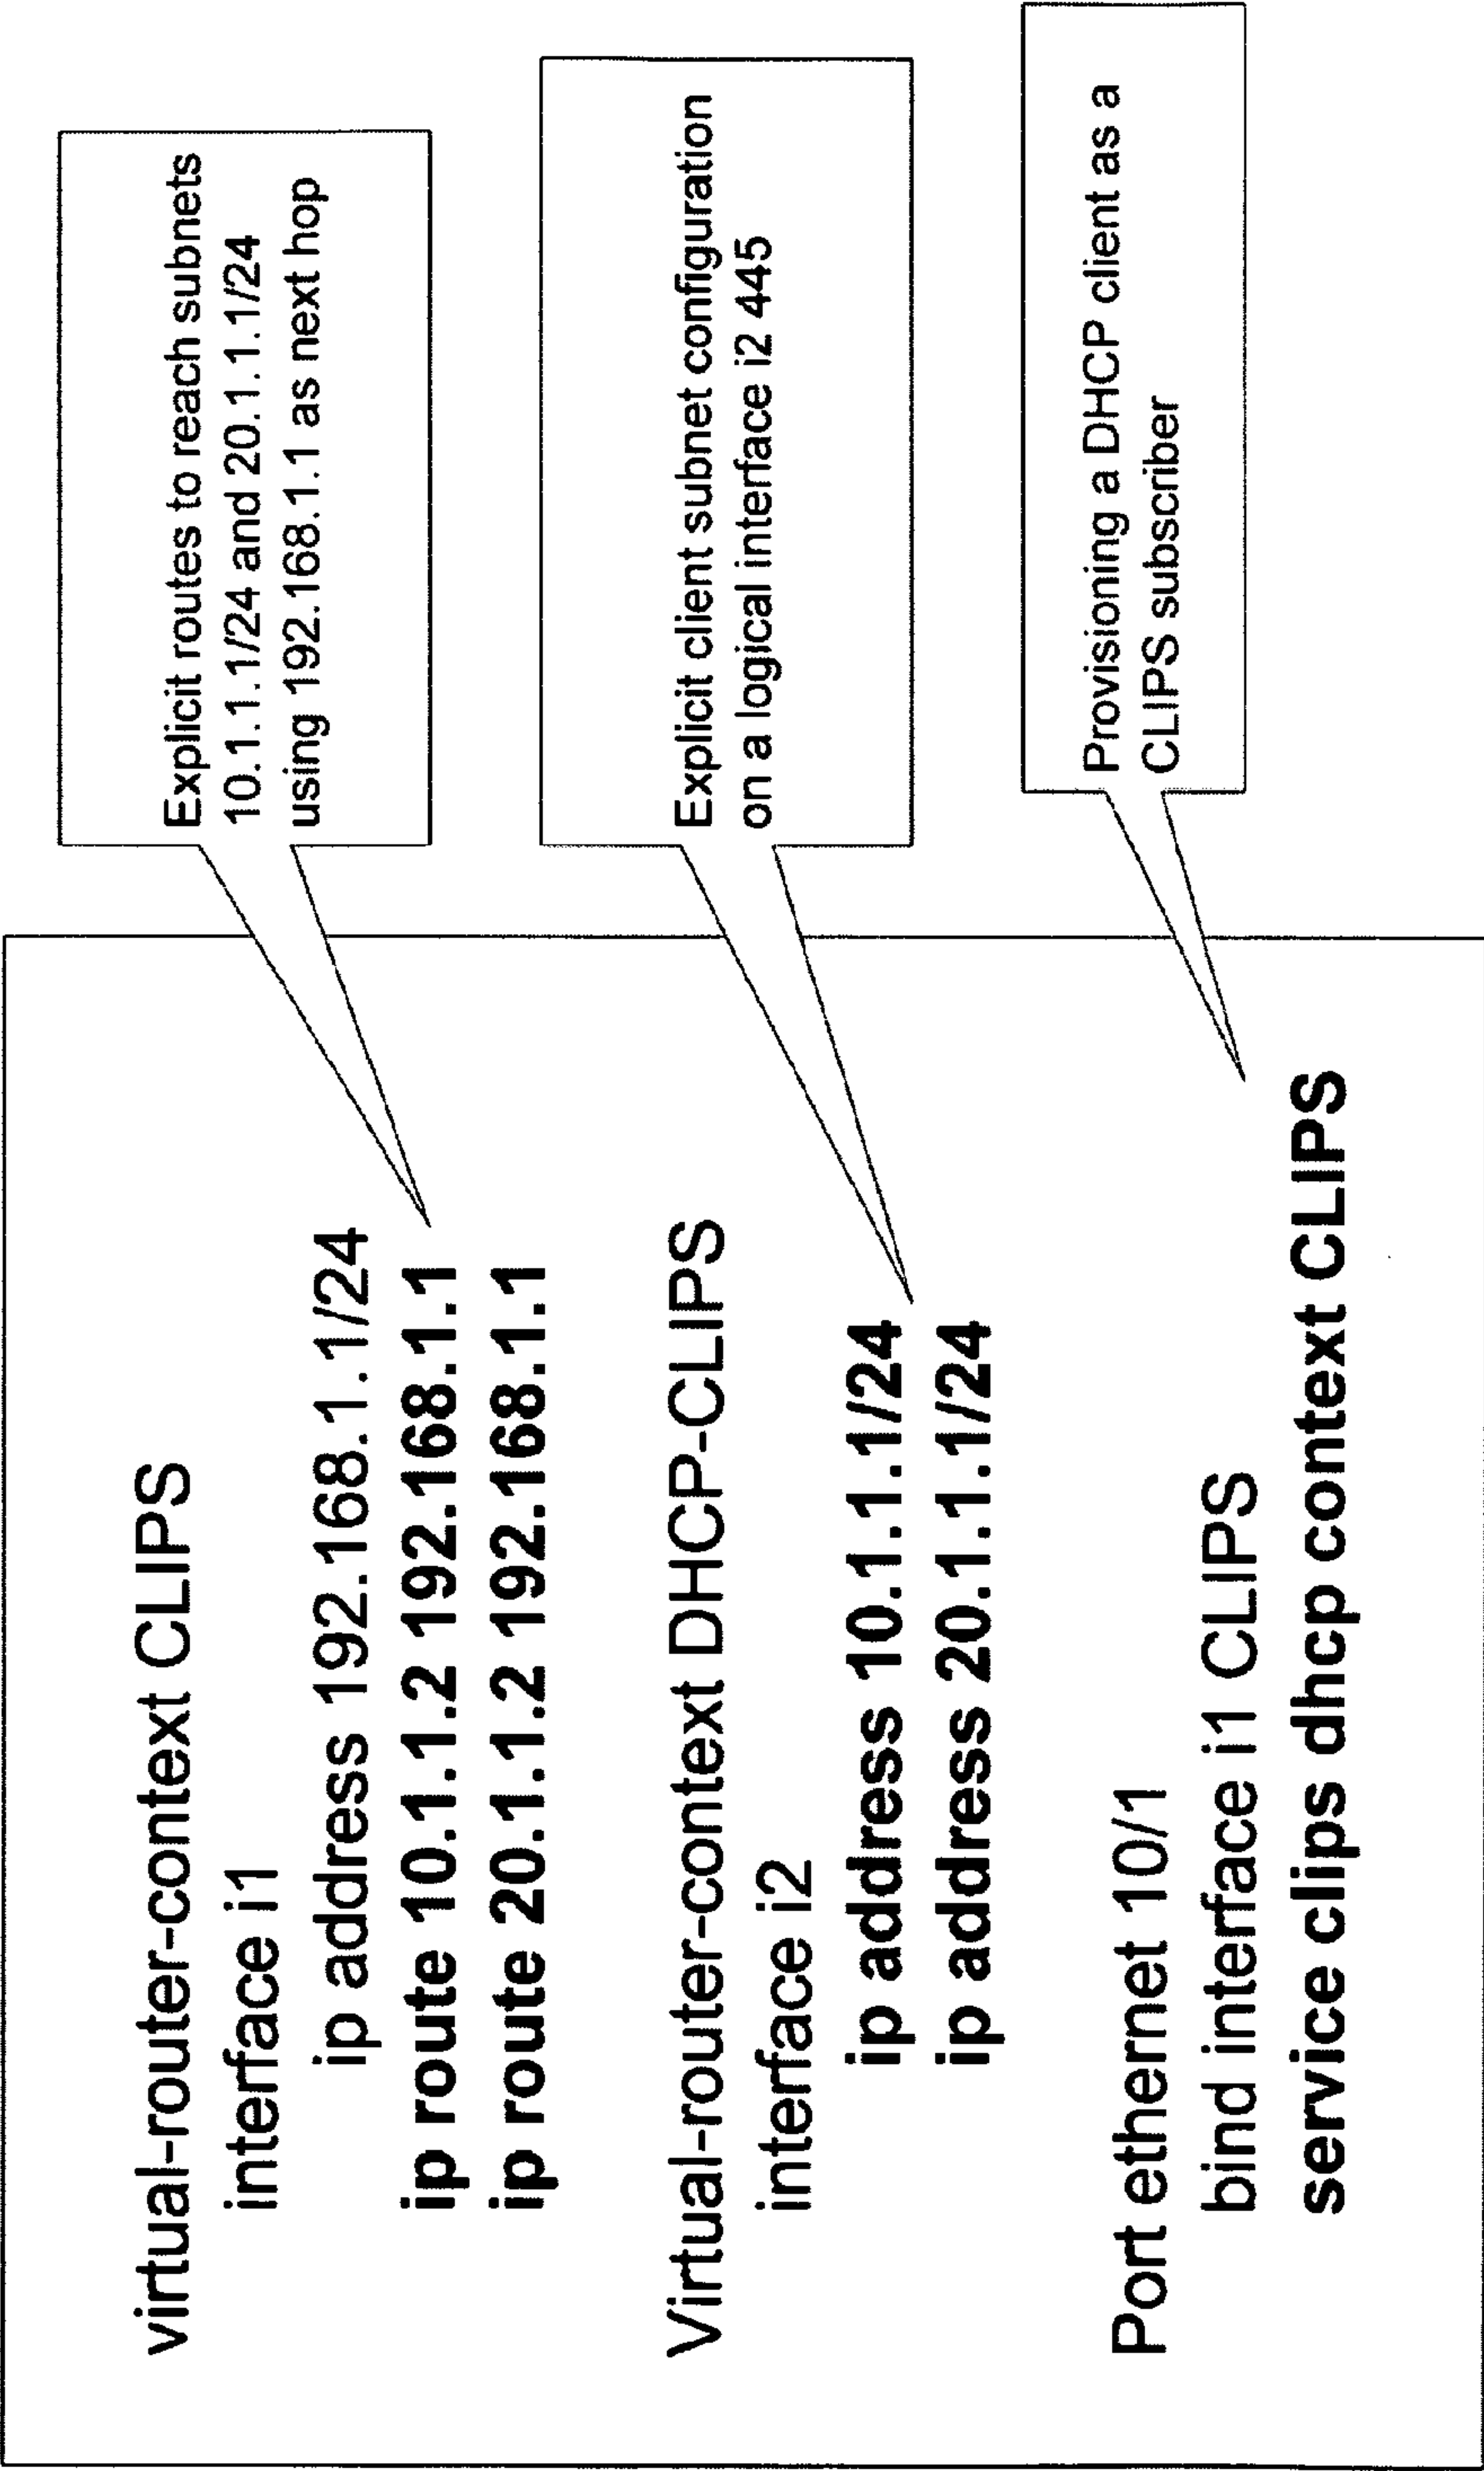 virtual-router-context CLIPS
interface i1
ip address 192.168.1.1/24
ip route 10.1.1.2 192.168.1.1
ip route 20.1.1.2 192.168.1.1
Virtual-router-context DHCP-CLIPS
interface i2
ip address 10.1.1.1/24
ip address 20.1.1.1/24
Port ethernet 10/1
bind interface i1 CLIPS
service clips dhcp context CLIPS
Explicit routes to reach subnets
10.1.1.1/24 and 20.1.1.1/24
using 192.168.1.1 as next hop
Explicit client subnet configuration
on a logical interface i2 445
Provisioning a DHCP client as a
CLIPS subscriber